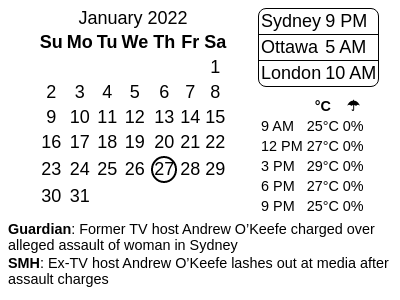 January 2022
Su Mo Tu We Th Fr Sa
1
2 3 4 5 6 7 8
9 10 11 12 13 14 15
16 17 18 19 20 21 22
23 24 25 26 27 28 29
30 31
Sydney 9 PM
Ottawa 5 AM
London 10 AM
°C ☂
9 AM 25°C 0%
12 PM 27°C 0%
3 PM 29°C 0%
6 PM 27°C 0%
9 PM 25°C 0%
Guardian: Former TV host Andrew O’Keefe charged over
alleged assault of woman in Sydney
SMH: Ex-TV host Andrew O’Keefe lashes out at media after
assault charges